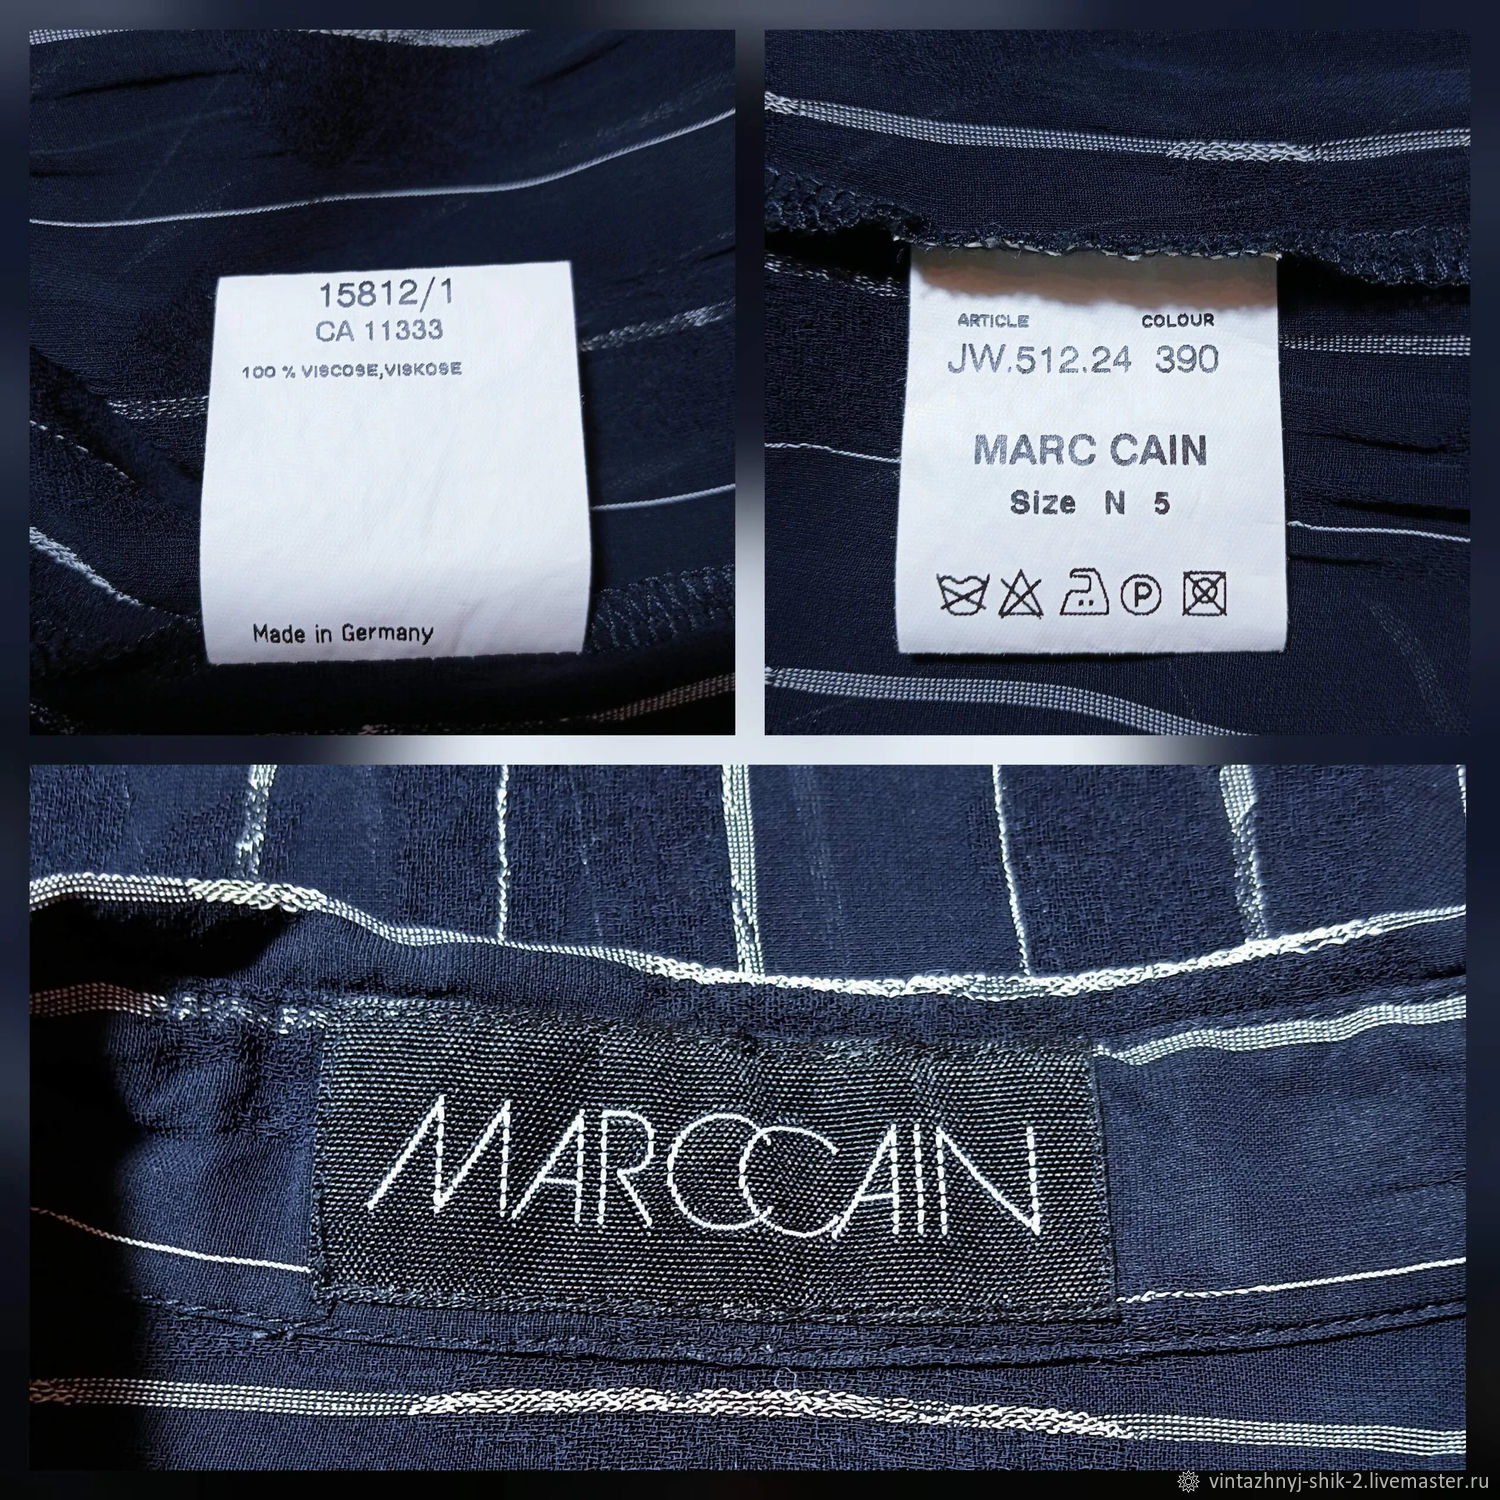 15812/1
CA 11333
100 % VISCOSE,VISKOSE
Made in Germany
ARTICLE COLOUR
JW.512.24 390
MARC CAIN
Size N 5
P
MARCCAIN
vintazhnyj-shik-2.livemaster.ru